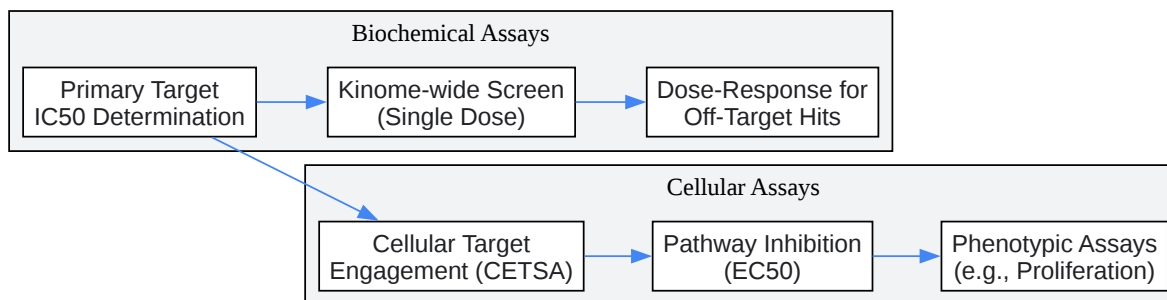 Biochemical Assays
Primary Target
IC50 Determination
Kinome-wide Screen
(Single Dose)
Dose-Response for
Off-Target Hits
Cellular Assays
Cellular Target
Engagement (CETSA)
Pathway Inhibition
(EC50)
Phenotypic Assays
(e.g., Proliferation)